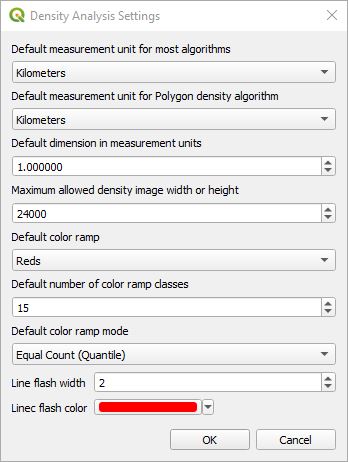 Density Analysis Settings
Default measurement unit for most algorithms
Kilometers
Default measurement unit for Polygon density algorithm
Kilometers
Default dimension in measurement units
1.000000
Maximum allowed density image width or height
24000
Default color ramp
Reds
Default number of color ramp classes
15
Default color ramp mode
Equal Count (Quantile)
Line flash width 2
Linec flash color
OK Cancel